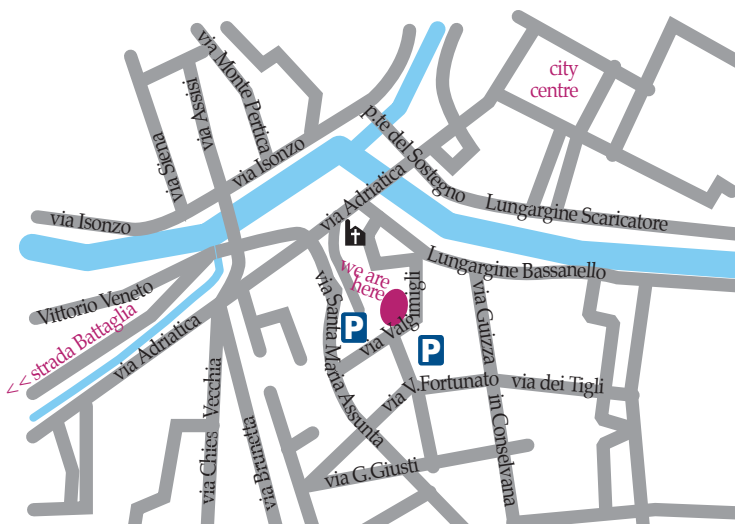 via Monte Pertica
city
centre
via Assisi
p.te del Sostegno
via Siena
via Isonzo
via Adriatica
via Isonzo
Lungargine Scaricatore
Lungargine Bassanello
we are
here
Vittorio Veneto
via Santa Maria Assunta
via Valgimugli
via Guizza
<< strada Battaglia
P
P
via Adriatica
via Chies Vecchia
via V.Fortunato
via dei Tigli
in Conselvana
via Brunetta
via G.Giusti